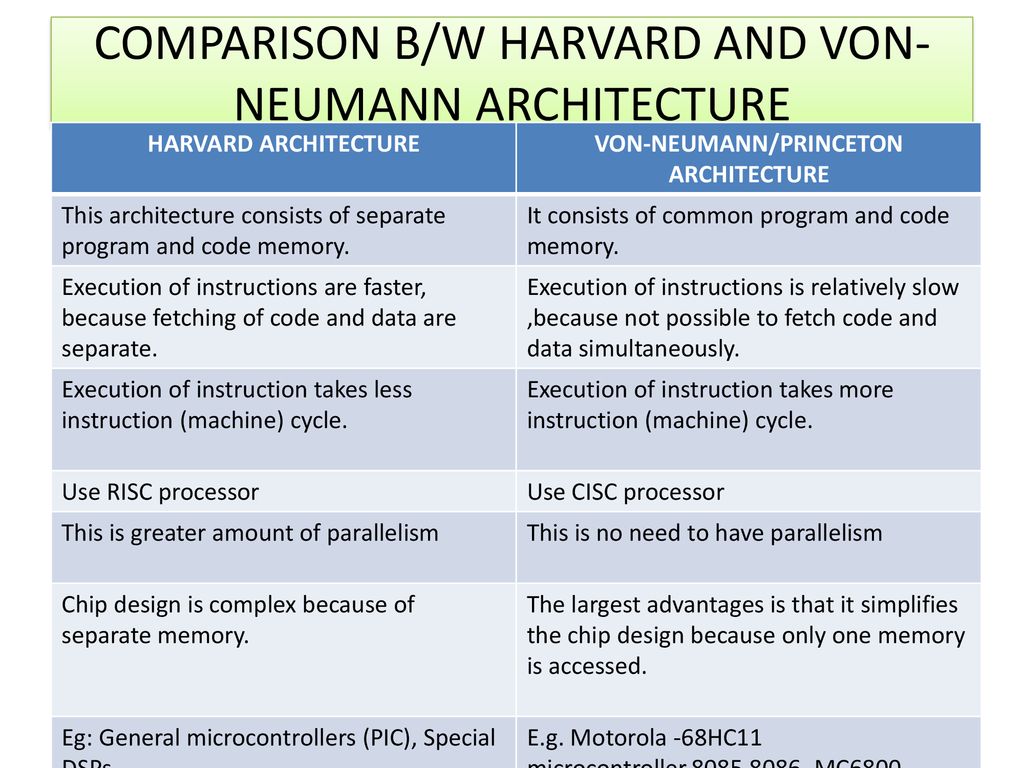 COMPARISON B/W HARVARD AND VON-
NEUMANN ARCHITECTURE
HARVARD ARCHITECTURE
VON-NEUMANN/PRINCETON
ARCHITECTURE
This architecture consists of separate
program and code memory.
It consists of common program and code
memory.
Execution of instructions are faster,
because fetching of code and data are
separate.
Execution of instructions is relatively slow
,because not possible to fetch code and
data simultaneously.
Execution of instruction takes less
instruction (machine) cycle.
Execution of instruction takes more
instruction (machine) cycle.
Use RISC processor
Use CISC processor
This is greater amount of parallelism
This is no need to have parallelism
Chip design is complex because of
separate memory.
The largest advantages is that it simplifies
the chip design because only one memory
is accessed.
Eg: General microcontrollers (PIC), Special
DSPs
E.g. Motorola -68HC11
microcontroller,8085,8086, MC6800